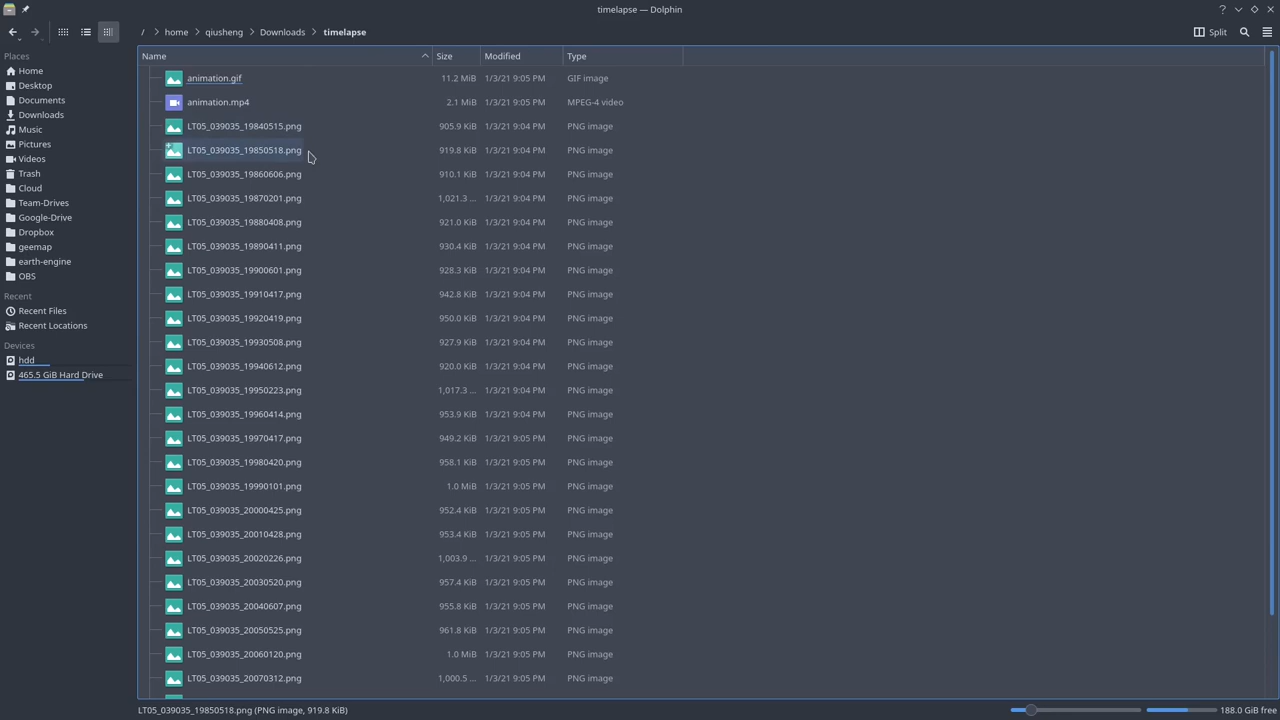 timelapse — Dolphin
/ > home > qiusheng > Downloads > timelapse
Split
Places
Home
Desktop
Documents
Downloads
Music
Pictures
Videos
Trash
Cloud
Team-Drives
Google-Drive
Dropbox
geemap
earth-engine
OBS
Recent
Recent Files
Recent Locations
Devices
hdd
465.5 GiB Hard Drive
Name Size Modified Type
animation.gif 11.2 MiB 1/3/21 9:05 PM GIF image
animation.mp4 2.1 MiB 1/3/21 9:05 PM MPEG-4 video
LT05_039035_19840515.png 905.9 KiB 1/3/21 9:04 PM PNG image
LT05_039035_19850518.png 919.8 KiB 1/3/21 9:04 PM PNG image
LT05_039035_19860606.png 910.1 KiB 1/3/21 9:04 PM PNG image
LT05_039035_19870201.png 1,021.3 ... 1/3/21 9:04 PM PNG image
LT05_039035_19880408.png 921.0 KiB 1/3/21 9:04 PM PNG image
LT05_039035_19890411.png 930.4 KiB 1/3/21 9:04 PM PNG image
LT05_039035_19900601.png 928.3 KiB 1/3/21 9:04 PM PNG image
LT05_039035_19910417.png 942.8 KiB 1/3/21 9:04 PM PNG image
LT05_039035_19920419.png 950.0 KiB 1/3/21 9:04 PM PNG image
LT05_039035_19930508.png 927.9 KiB 1/3/21 9:04 PM PNG image
LT05_039035_19940612.png 920.0 KiB 1/3/21 9:04 PM PNG image
LT05_039035_19950223.png 1,017.3 ... 1/3/21 9:04 PM PNG image
LT05_039035_19960414.png 953.9 KiB 1/3/21 9:04 PM PNG image
LT05_039035_19970417.png 949.2 KiB 1/3/21 9:05 PM PNG image
LT05_039035_19980420.png 958.1 KiB 1/3/21 9:05 PM PNG image
LT05_039035_19990101.png 1.0 MiB 1/3/21 9:05 PM PNG image
LT05_039035_20000425.png 952.4 KiB 1/3/21 9:05 PM PNG image
LT05_039035_20010428.png 953.4 KiB 1/3/21 9:05 PM PNG image
LT05_039035_20020226.png 1,003.9 ... 1/3/21 9:05 PM PNG image
LT05_039035_20030520.png 957.4 KiB 1/3/21 9:05 PM PNG image
LT05_039035_20040607.png 955.8 KiB 1/3/21 9:05 PM PNG image
LT05_039035_20050525.png 961.8 KiB 1/3/21 9:05 PM PNG image
LT05_039035_20060120.png 1.0 MiB 1/3/21 9:05 PM PNG image
LT05_039035_20070312.png 1,000.5 ... 1/3/21 9:05 PM PNG image
LT05_039035_19850518.png (PNG image, 919.8 KiB)
188.0 GiB free